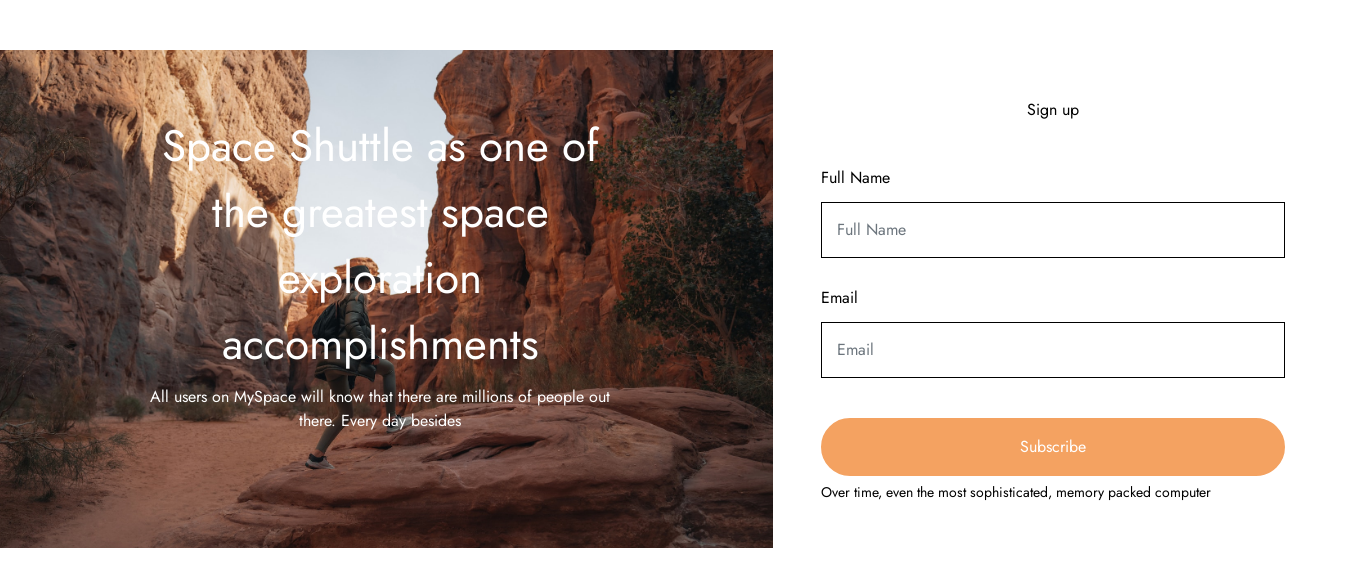 Space Shuttle as one of
the greatest space
exploration
accomplishments
All users on MySpace will know that there are millions of people out
there. Every day besides
Sign up
Full Name
Full Name
Email
Email
Subscribe
Over time, even the most sophisticated, memory packed computer